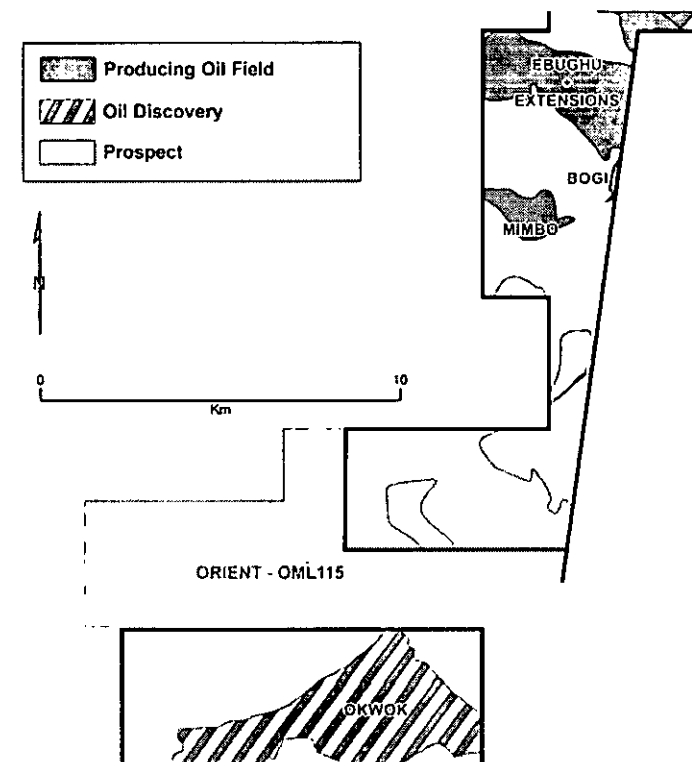 Producing Oil Field
Oil Discovery
Prospect
EBUGHU
EXTENSIONS
BOGI
MIMBO
N
0 10
Km
ORIENT - OML115
OKWOK